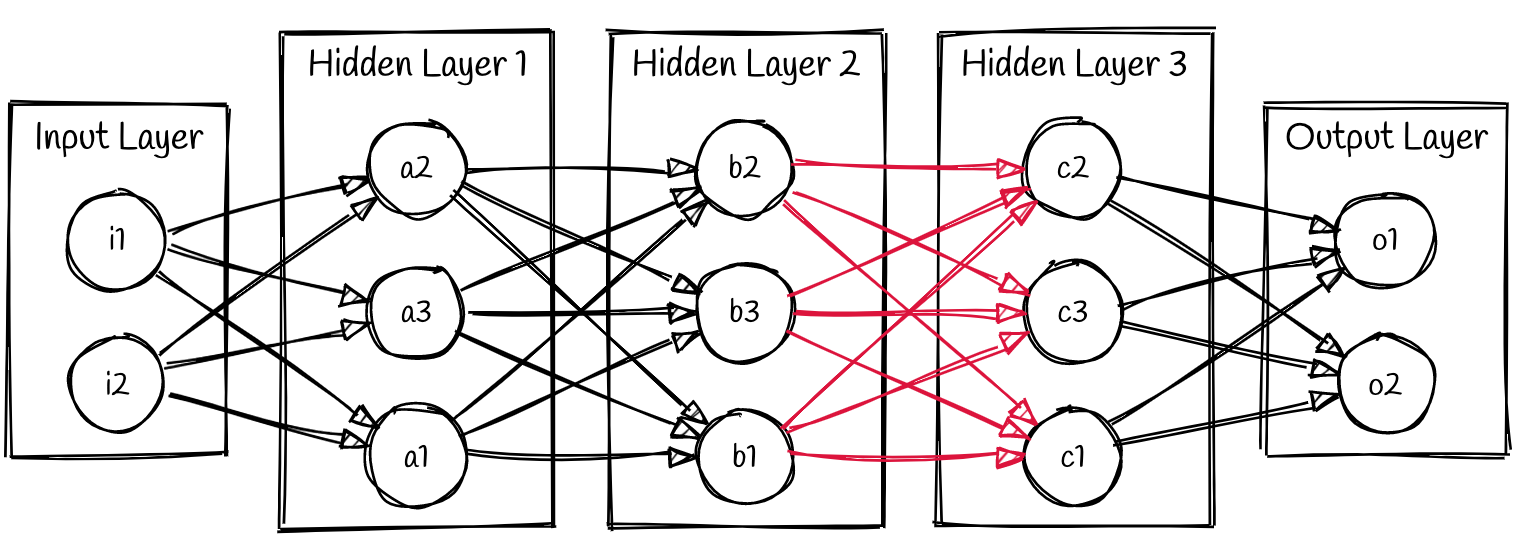 Input Layer
i1
i2
Hidden Layer 1
a2
a3
a1
Hidden Layer 2
b2
b3
b1
Hidden Layer 3
c2
c3
c1
Output Layer
o1
o2